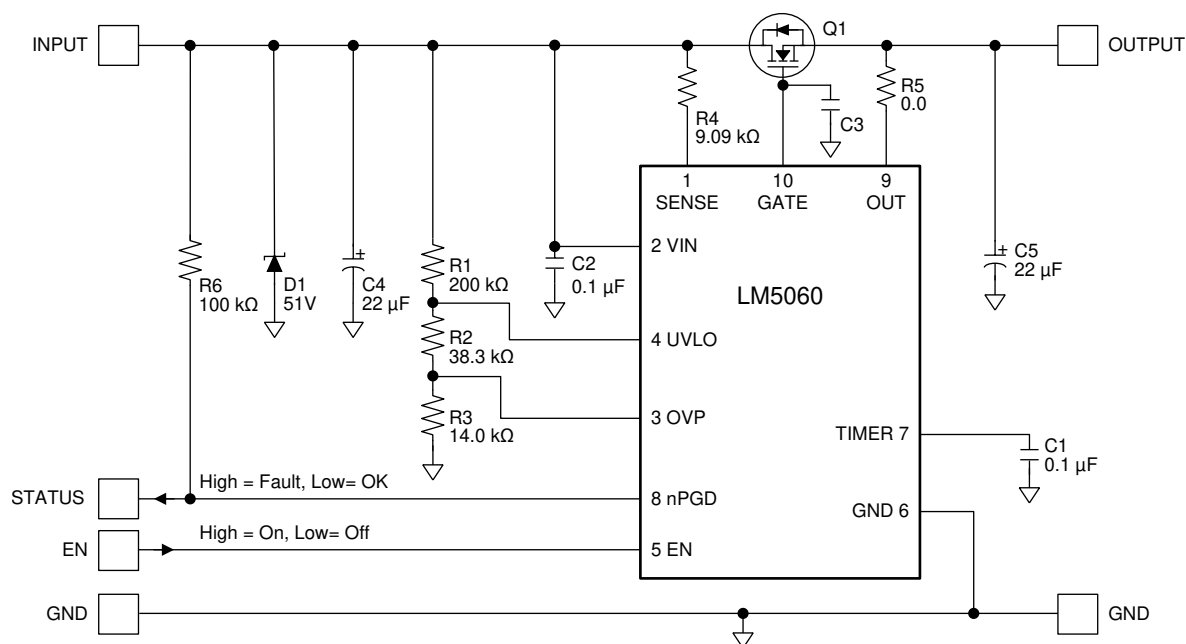 Q1
INPUT
OUTPUT
R5
0.0
R4
9.09 kΩ
C3
1
SENSE
10
GATE
9
OUT
2 VIN
R6
100 kΩ
D1
51V
+
C4
22 µF
R1
200 kΩ
C2
0.1 µF
+
C5
22 µF
LM5060
4 UVLO
R2
38.3 kΩ
3 OVP
R3
14.0 kΩ
TIMER 7
C1
0.1 µF
STATUS
High = Fault, Low= OK
8 nPGD
GND 6
EN
High = On, Low= Off
5 EN
GND
GND